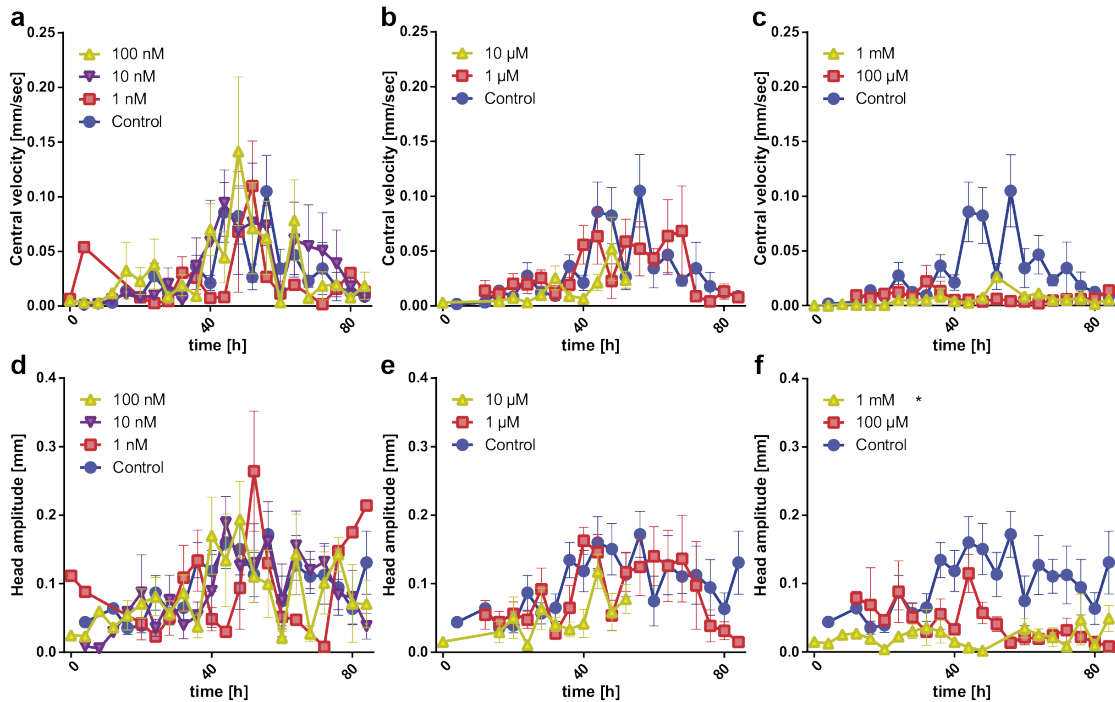 a
0.25
0.20
0.15
0.10
0.05
0.00
Central velocity [mm/sec]
100 nM
10 nM
1 nM
Control
0
40
80
time [h]
b
0.25
0.20
0.15
0.10
0.05
0.00
Central velocity [mm/sec]
10 µM
1 µM
Control
0
40
80
time [h]
c
0.25
0.20
0.15
0.10
0.05
0.00
Central velocity [mm/sec]
1 mM
100 µM
Control
0
40
80
time [h]
d
0.4
0.3
0.2
0.1
0.0
Head amplitude [mm]
100 nM
10 nM
1 nM
Control
0
40
80
time [h]
e
0.4
0.3
0.2
0.1
0.0
Head amplitude [mm]
10 µM
1 µM
Control
0
40
80
time [h]
f
0.4
0.3
0.2
0.1
0.0
Head amplitude [mm]
1 mM *
100 µM
Control
0
40
80
time [h]